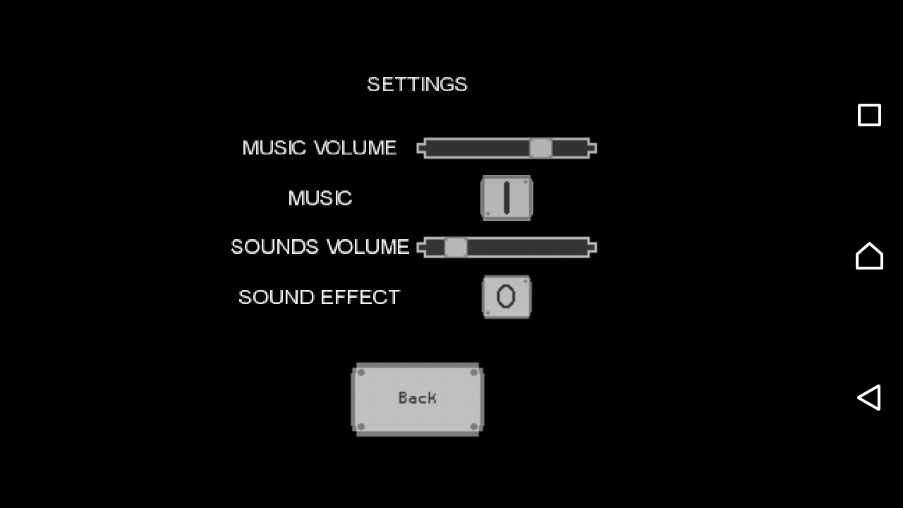 SETTINGS
MUSIC VOLUME
MUSIC I
SOUNDS VOLUME
SOUND EFFECT O
Back